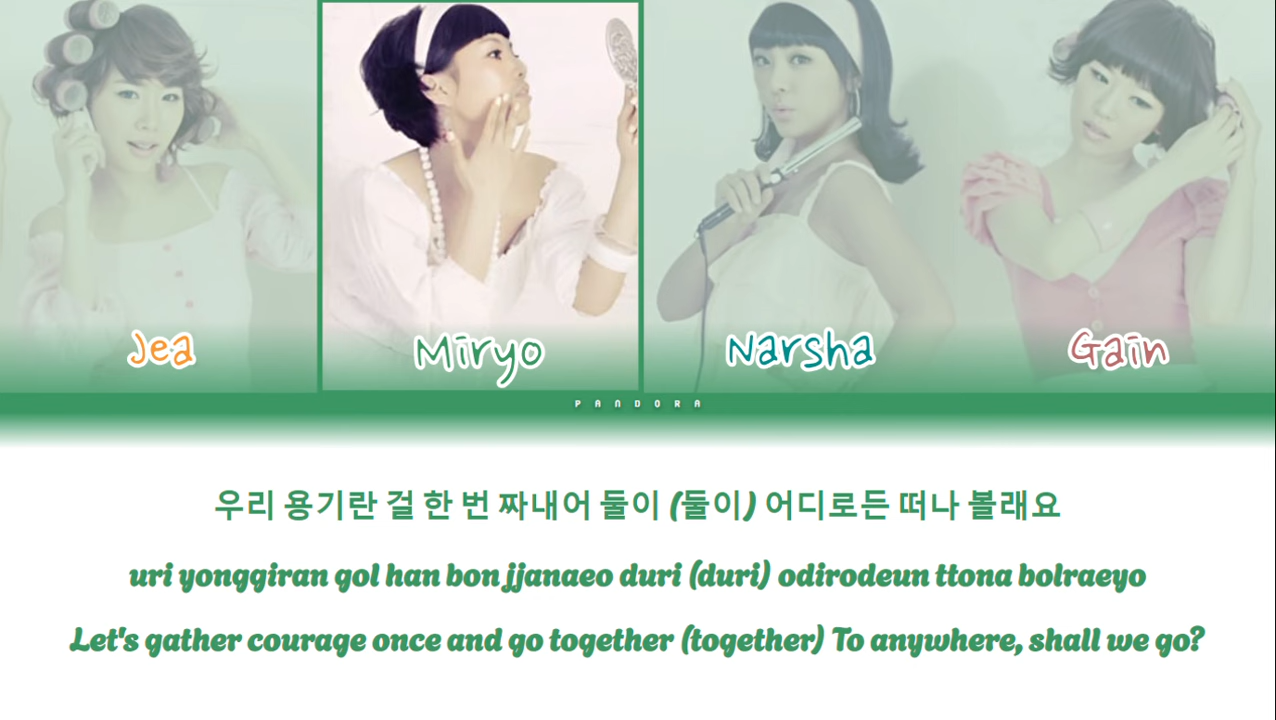 Jea Miryo Narsha Gain
PANDORA
우리 용기란 걸 한 번 짜내어 둘이 (둘이) 어디로든 떠나 볼래요
uri yonggiran gol han bon jjanaeo duri (duri) odirodeun ttona bolraeyo
Let's gather courage once and go together (together) To anywhere, shall we go?